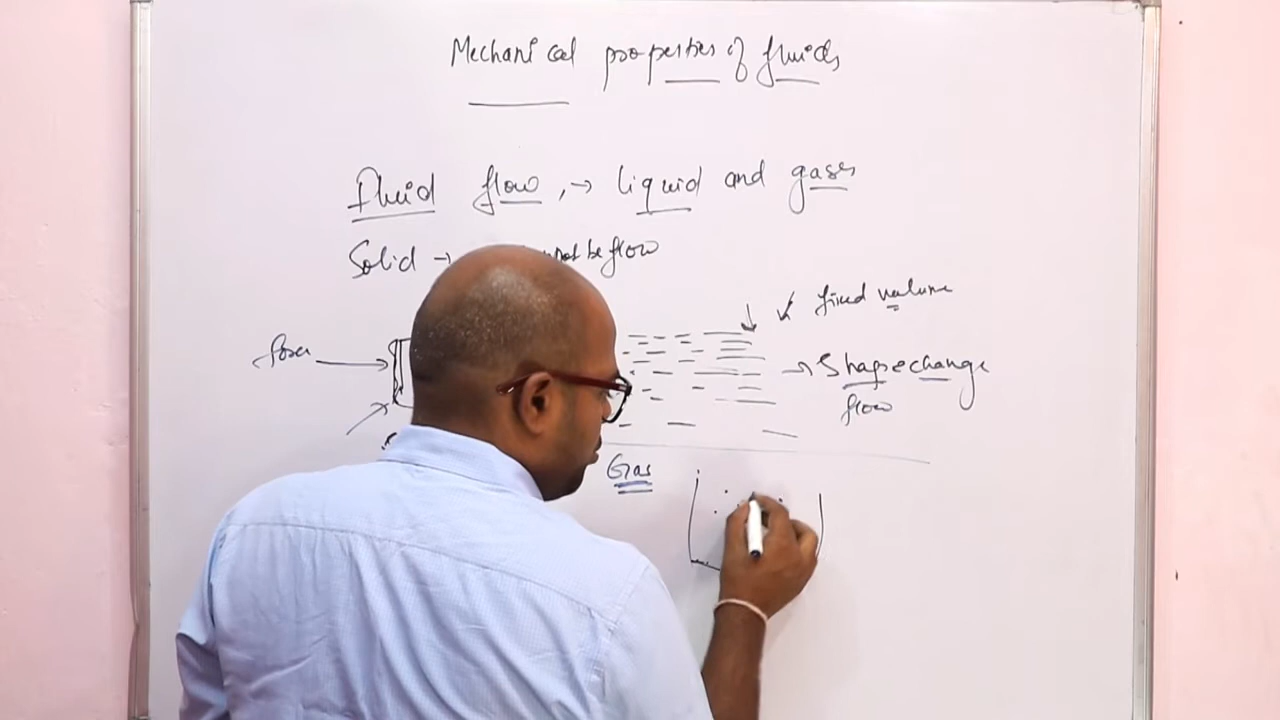 Mechanical properties of fluids
Fluid flow, → liquid and gases
Solid → not be flow
fixed volume
force →
→ Shape change
flow
Gas